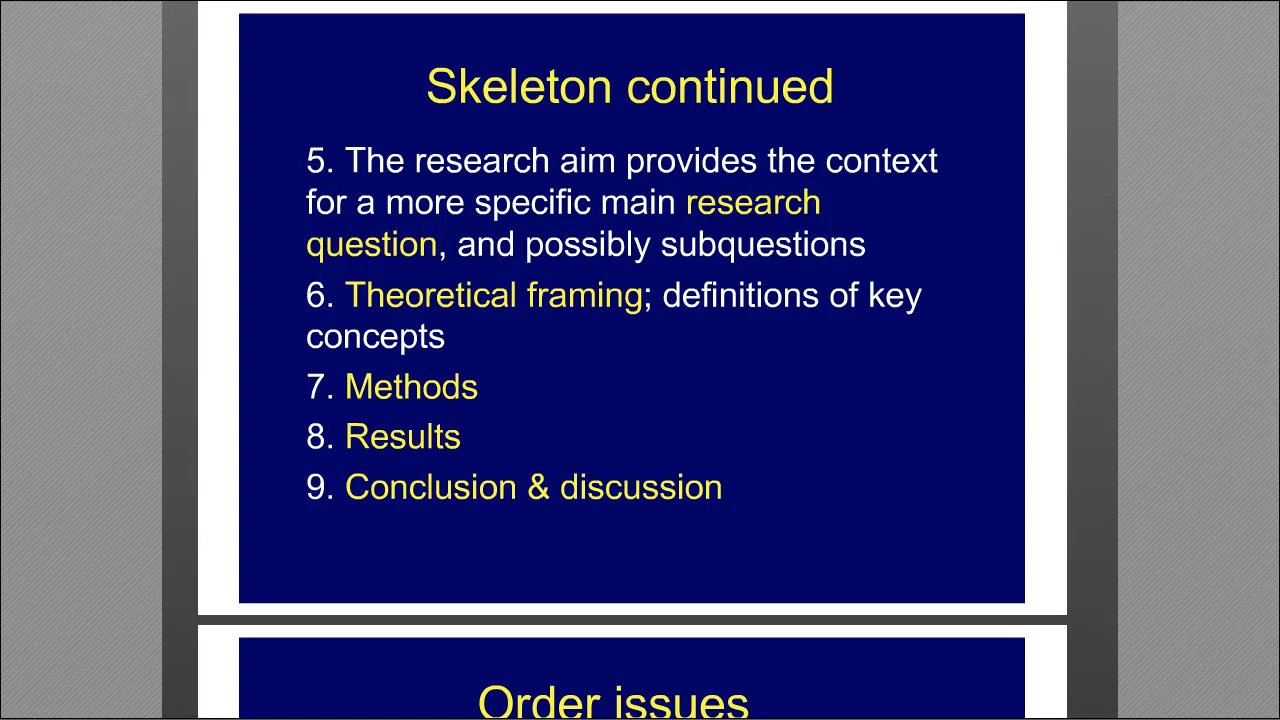 Skeleton continued
5. The research aim provides the context
for a more specific main research
question, and possibly subquestions
6. Theoretical framing; definitions of key
concepts
7. Methods
8. Results
9. Conclusion & discussion
Order issues